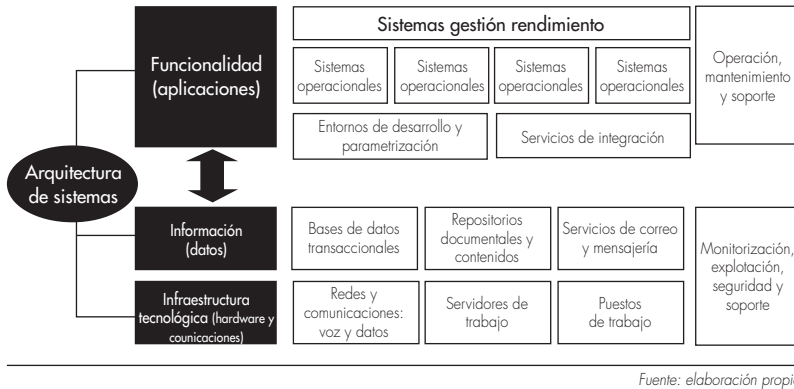 Sistemas gestión rendimiento
Funcionalidad
(aplicaciones)
Sistemas
operacionales
Sistemas
operacionales
Sistemas
operacionales
Sistemas
operacionales
Operación,
mantenimiento
y soporte
Entornos de desarrollo y
parametrización
Servicios de integración
Arquitectura
de sistemas
Información
(datos)
Bases de datos
transaccionales
Repositorios
documentales y
contenidos
Servicios de correo
y mensajería
Monitorización,
explotación,
seguridad y
soporte
Infraestructura
tecnológica (hardware y
counicaciones)
Redes y
comunicaciones:
voz y datos
Servidores de
trabajo
Puestos
de trabajo
Fuente: elaboración propi